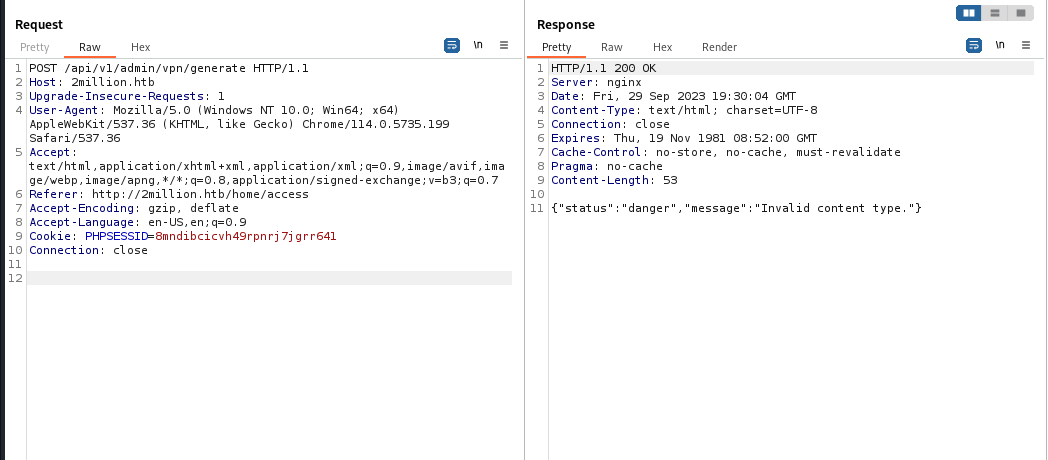 Request
Pretty Raw Hex
\n
1 POST /api/v1/admin/vpn/generate HTTP/1.1
2 Host: 2million.htb
3 Upgrade-Insecure-Requests: 1
4 User-Agent: Mozilla/5.0 (Windows NT 10.0; Win64; x64)
AppleWebKit/537.36 (KHTML, like Gecko) Chrome/114.0.5735.199
Safari/537.36
5 Accept:
text/html,application/xhtml+xml,application/xml;q=0.9,image/avif,ima
ge/webp,image/apng,*/*;q=0.8,application/signed-exchange;v=b3;q=0.7
6 Referer: http://2million.htb/home/access
7 Accept-Encoding: gzip, deflate
8 Accept-Language: en-US,en;q=0.9
9 Cookie: PHPSESSID=8mndibcicvh49rpnrj7jgrr641
10 Connection: close
11
12
Response
Pretty Raw Hex Render
\n
1 HTTP/1.1 200 OK
2 Server: nginx
3 Date: Fri, 29 Sep 2023 19:30:04 GMT
4 Content-Type: text/html; charset=UTF-8
5 Connection: close
6 Expires: Thu, 19 Nov 1981 08:52:00 GMT
7 Cache-Control: no-store, no-cache, must-revalidate
8 Pragma: no-cache
9 Content-Length: 53
10
11 {"status":"danger","message":"Invalid content type."}